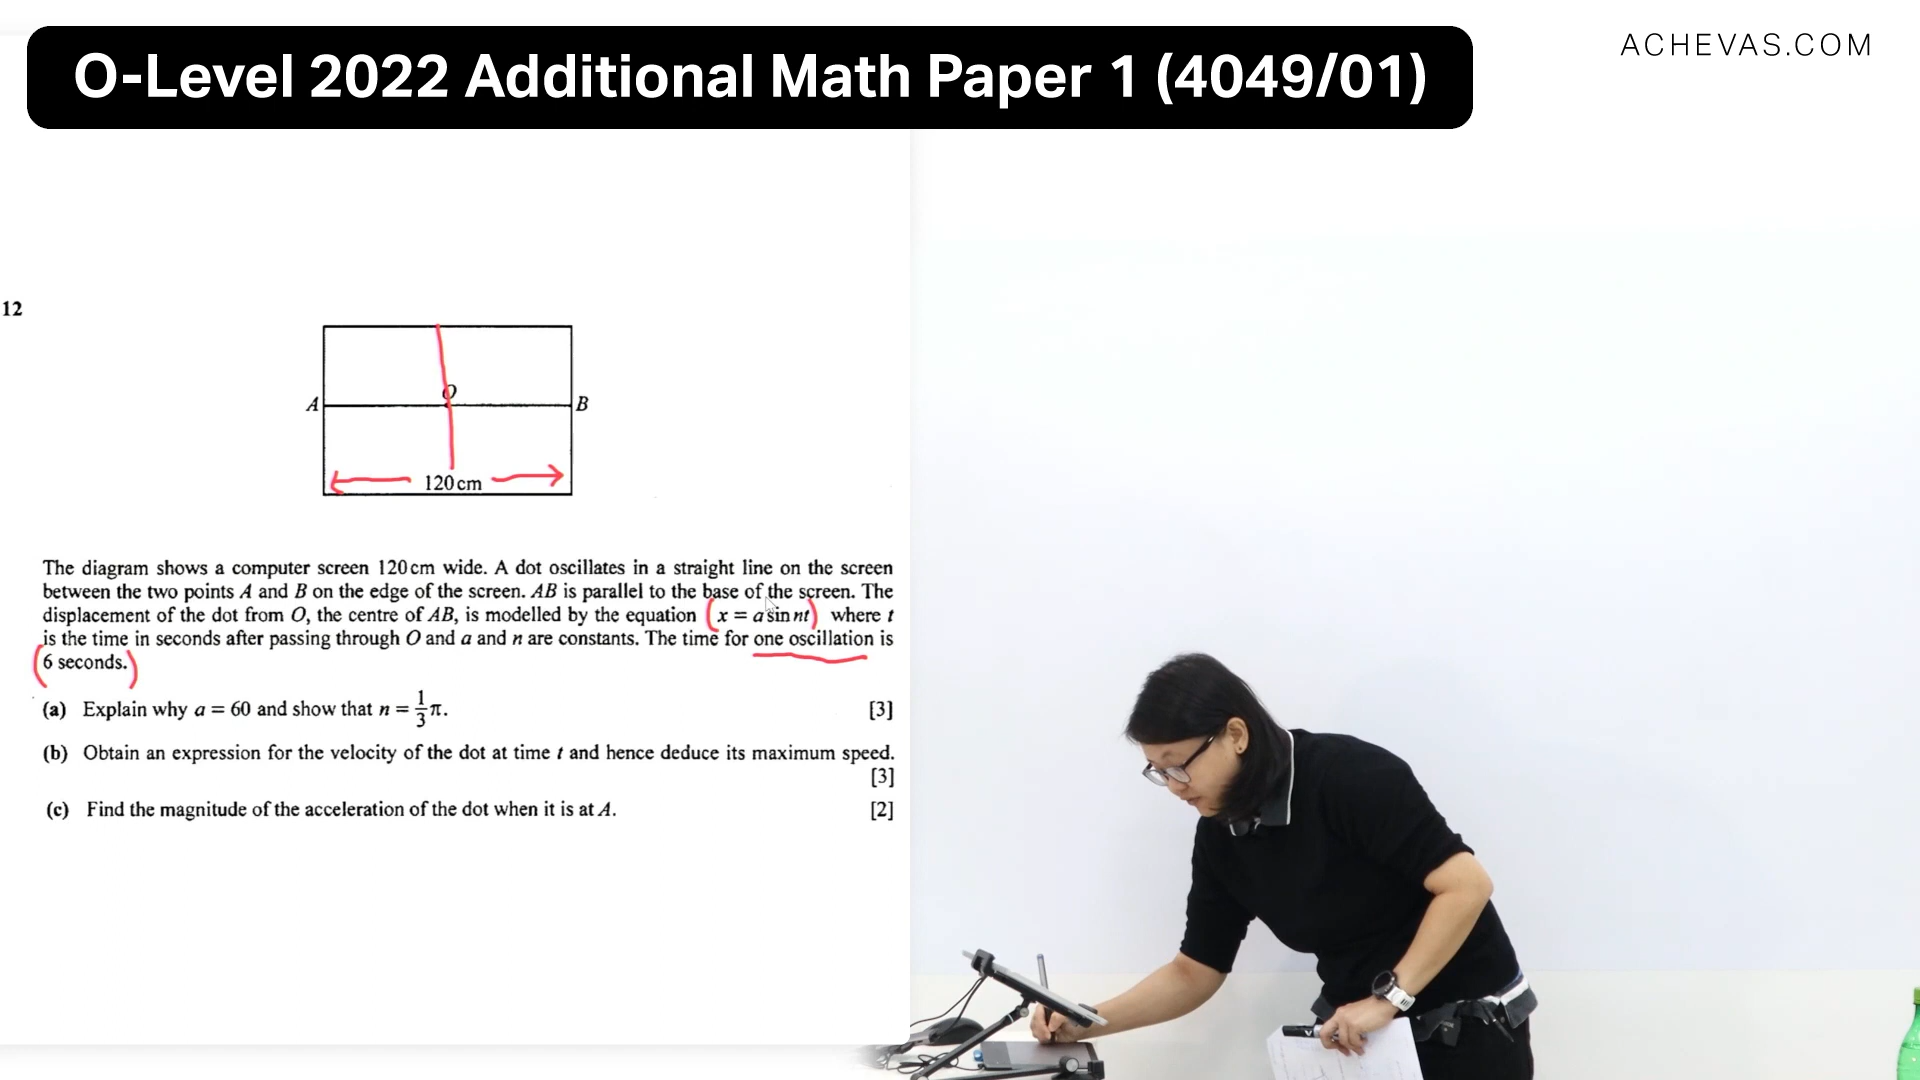 O-Level 2022 Additional Math Paper 1 (4049/01)
ACHEVAS.COM
12
O
A
B
120 cm
The diagram shows a computer screen 120 cm wide. A dot oscillates in a straight line on the screen
between the two points A and B on the edge of the screen. AB is parallel to the base of the screen. The
displacement of the dot from O, the centre of AB, is modelled by the equation (x = a sin nt) where t
is the time in seconds after passing through O and a and n are constants. The time for one oscillation is
(6 seconds.)
(a) Explain why a = 60 and show that n = 1/3 π. [3]
(b) Obtain an expression for the velocity of the dot at time t and hence deduce its maximum speed.
[3]
(c) Find the magnitude of the acceleration of the dot when it is at A. [2]